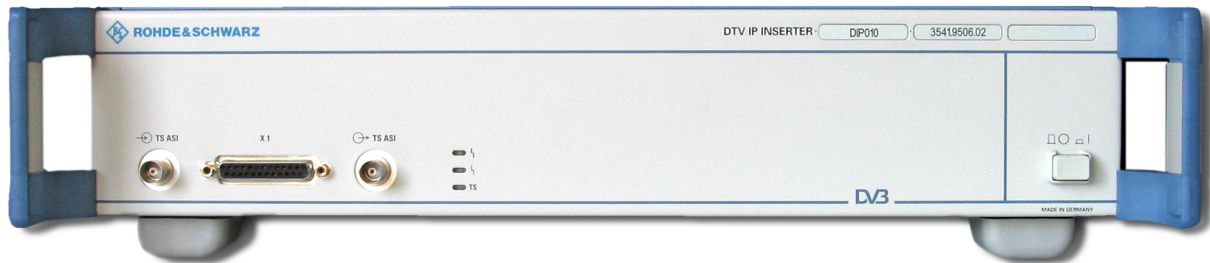 ROHDE&SCHWARZ
DTV IP INSERTER · DIP010 · 3541.9506.02
TS ASI
X 1
TS ASI
TS
DVB
MADE IN GERMANY